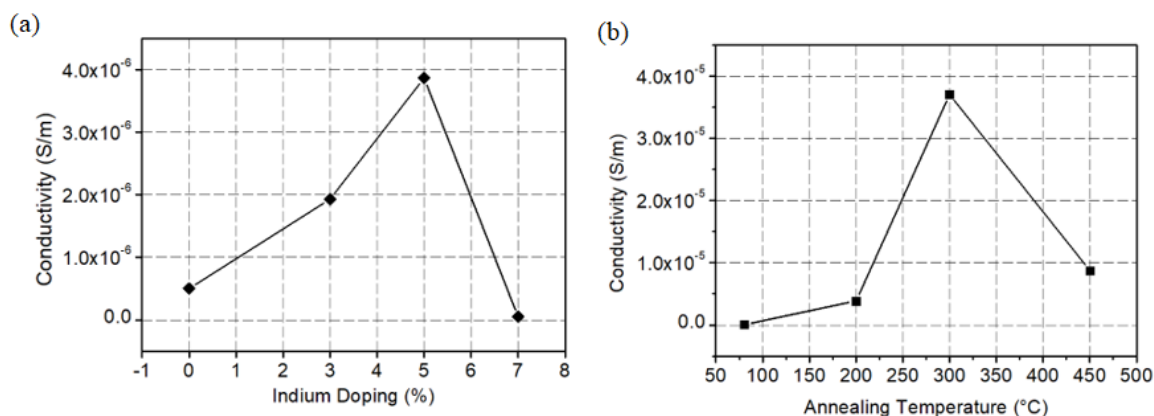 (a)
Conductivity (S/m)
4.0x10⁻⁶
3.0x10⁻⁶
2.0x10⁻⁶
1.0x10⁻⁶
0.0
-1 0 1 2 3 4 5 6 7 8
Indium Doping (%)
(b)
Conductivity (S/m)
4.0x10⁻⁵
3.0x10⁻⁵
2.0x10⁻⁵
1.0x10⁻⁵
0.0
50 100 150 200 250 300 350 400 450 500
Annealing Temperature (°C)